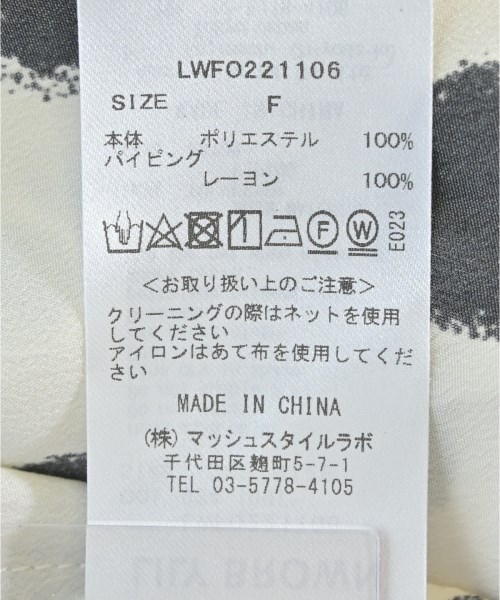 LWFO221106
SIZE F
本体 ポリエステル 100%
パイピング
レーヨン 100%
F W E023
<お取り扱い上のご注意>
クリーニングの際はネットを使用
してください
アイロンはあて布を使用してくだ
さい
MADE IN CHINA
(株) マッシュスタイルラボ
千代田区麹町5-7-1
TEL 03-5778-4105
LILY BROWN